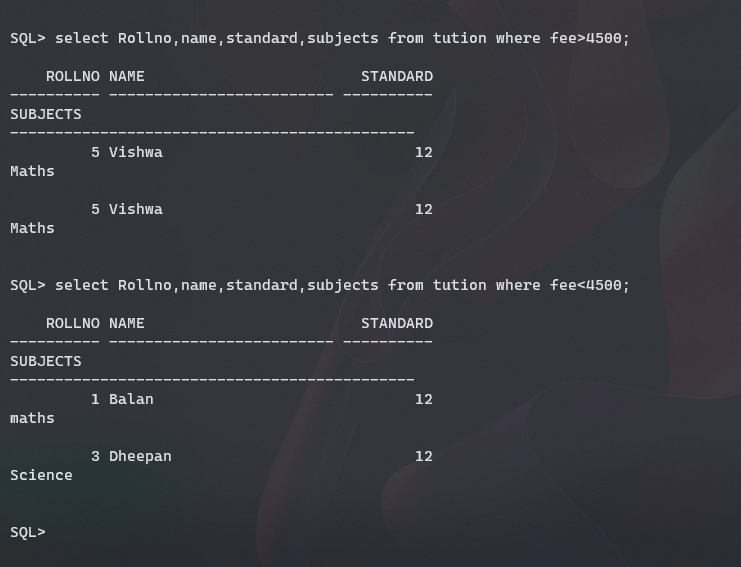 SQL> select Rollno,name,standard,subjects from tution where fee>4500;
    ROLLNO NAME                        STANDARD
---------- ------------------------- ----------
SUBJECTS
---------------------------------------------
         5 Vishwa                            12
Maths
         5 Vishwa                            12
Maths
SQL> select Rollno,name,standard,subjects from tution where fee<4500;
    ROLLNO NAME                        STANDARD
---------- ------------------------- ----------
SUBJECTS
---------------------------------------------
         1 Balan                             12
maths
         3 Dheepan                           12
Science
SQL>